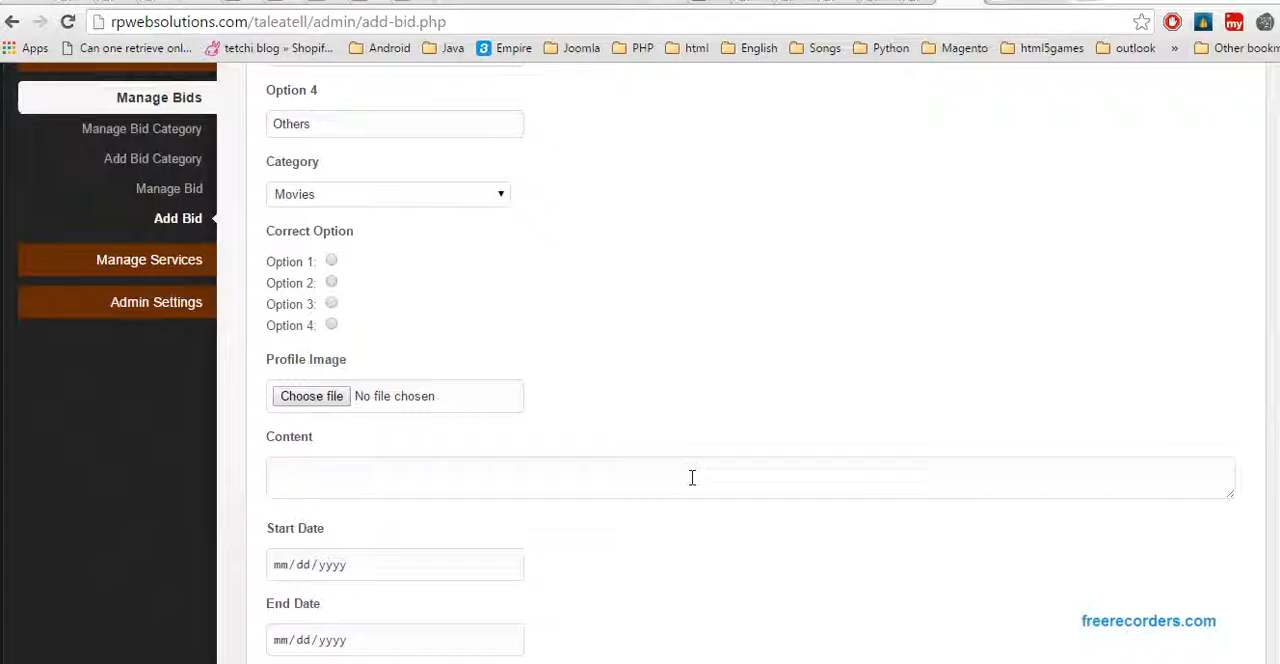 rpwebsolutions.com/taleatell/admin/add-bid.php
Apps Can one retrieve onl... tetchi blog » Shopif... Android Java 3 Empire Joomla PHP html English Songs Python Magento html5games outlook » Other bookm
my
Manage Bids
Manage Bid Category
Add Bid Category
Manage Bid
Add Bid
Manage Services
Admin Settings
Option 4
Others
Category
Movies
Correct Option
Option 1:
Option 2:
Option 3:
Option 4:
Profile Image
Choose file No file chosen
Content
Start Date
mm/dd/yyyy
End Date
mm/dd/yyyy
freerecorders.com